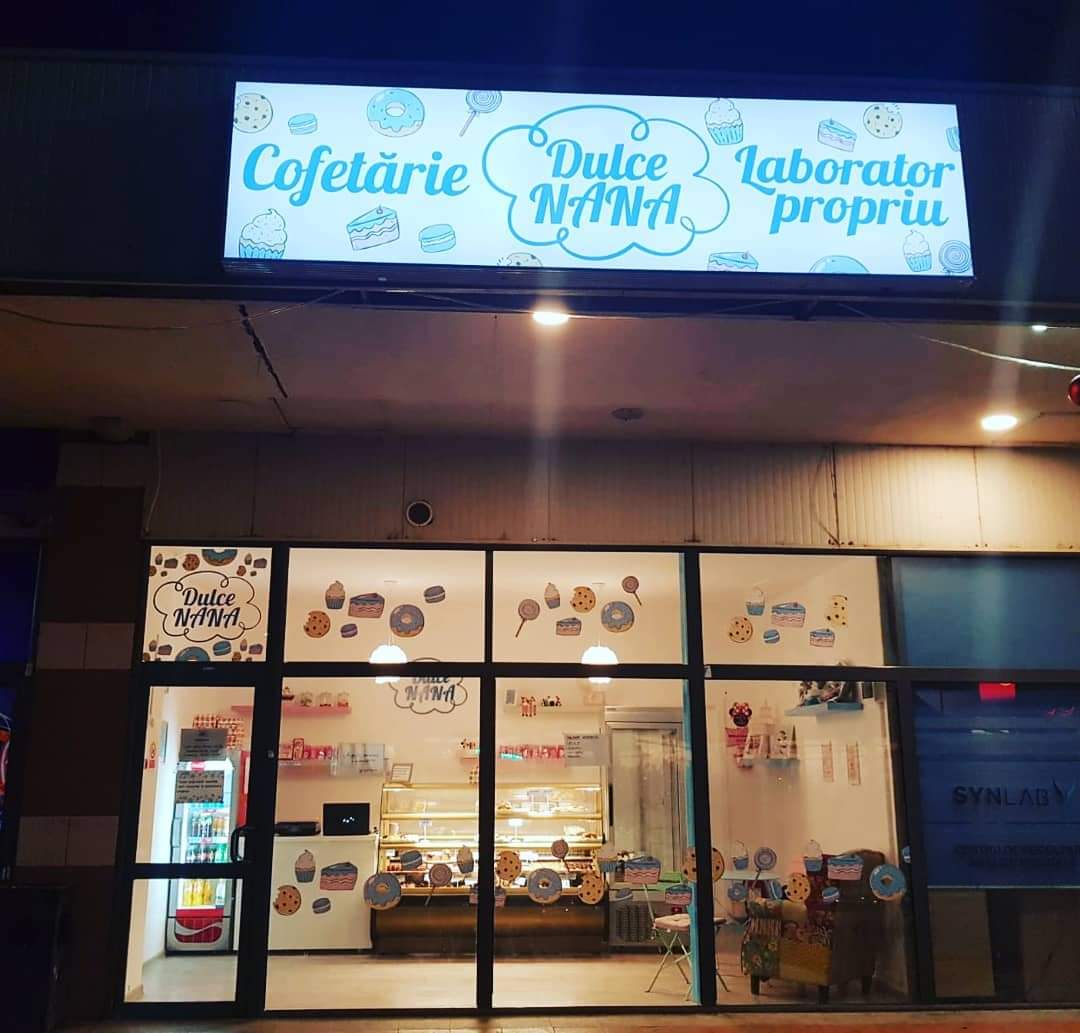 Cofetărie
Dulce
NANA
Laborator
propriu
Dulce
NANA
Dulce
NANA
SYNLAB